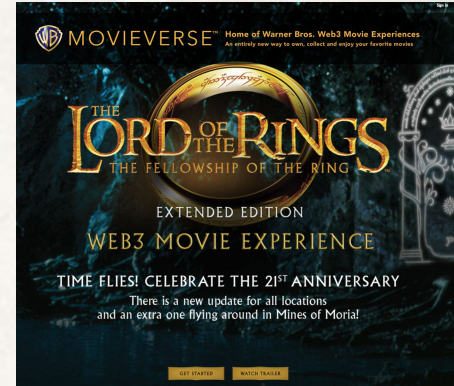 Sign In
WB MOVIEVERSE™
Home of Warner Bros. Web3 Movie Experiences
An entirely new way to own, collect and enjoy your favorite movies
THE
LORD OF THE RINGS
THE FELLOWSHIP OF THE RING
EXTENDED EDITION
WEB3 MOVIE EXPERIENCE
TIME FLIES! CELEBRATE THE 21ST ANNIVERSARY
There is a new update for all locations
and an extra one flying around in Mines of Moria!
GET STARTED
WATCH TRAILER